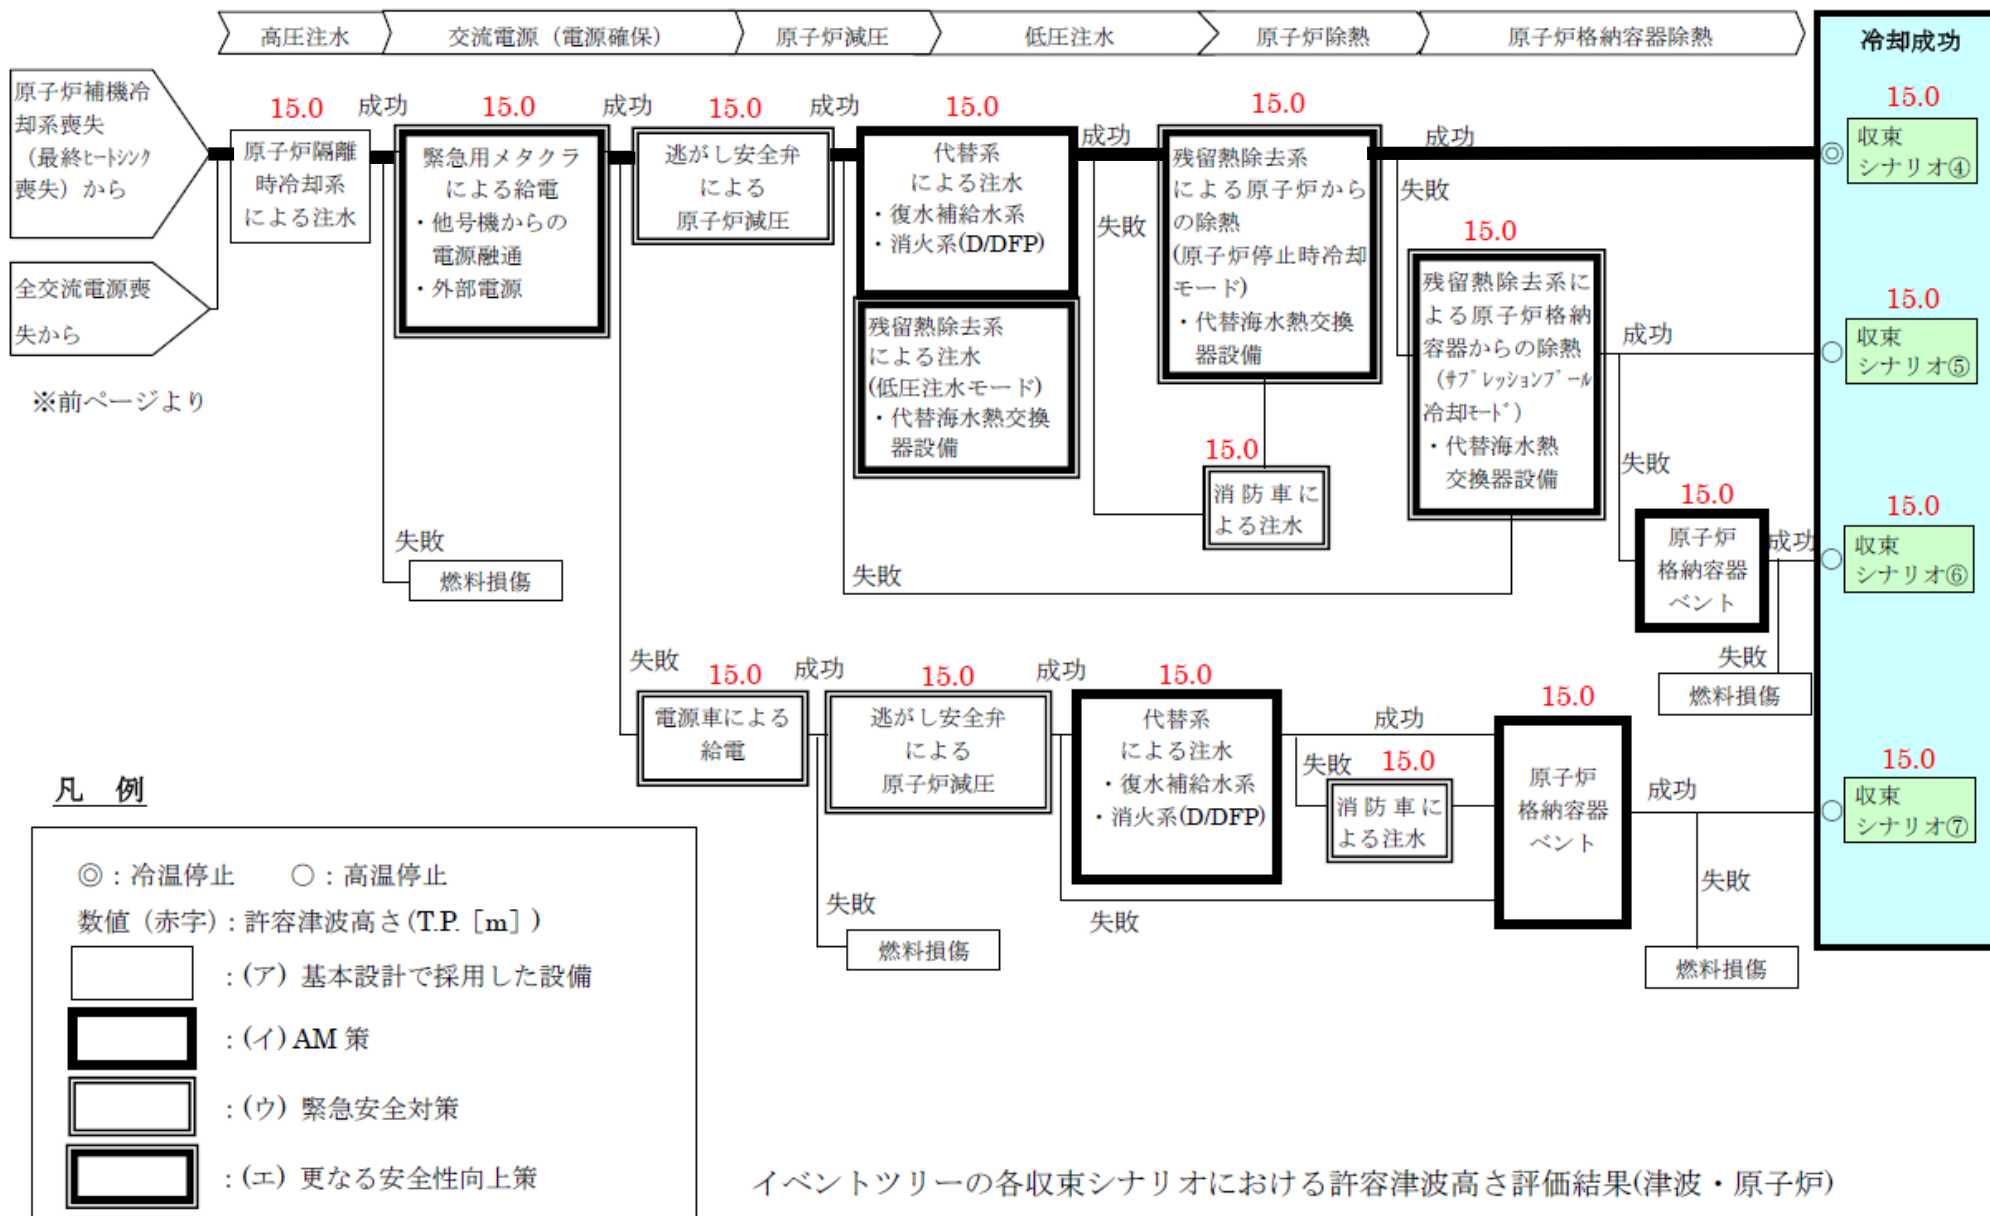 高圧注水
交流電源（電源確保）
原子炉減圧
低圧注水
原子炉除熱
原子炉格納容器除熱
冷却成功
原子炉補機冷
却系喪失
（最終ﾋｰﾄｼﾝｸ
喪失）から
全交流電源喪
失から
※前ページより
15.0
原子炉隔離
時冷却系
による注水
成功
15.0
緊急用メタクラ
による給電
・他号機からの
電源融通
・外部電源
失敗
燃料損傷
成功
15.0
逃がし安全弁
による
原子炉減圧
成功
15.0
代替系
による注水
・復水補給水系
・消火系(D/DFP)
残留熱除去系
による注水
(低圧注水モード)
・代替海水熱交換
器設備
成功
失敗
15.0
残留熱除去系
による原子炉から
の除熱
(原子炉停止時冷却
モード)
・代替海水熱交換
器設備
15.0
消防車に
よる注水
失敗
成功
失敗
15.0
残留熱除去系に
よる原子炉格納
容器からの除熱
（ｻﾌﾟﾚｯｼｮﾝﾌﾟｰﾙ
冷却ﾓｰﾄﾞ）
・代替海水熱
交換器設備
成功
失敗
15.0
原子炉
格納容器
ベント
成功
失敗
燃料損傷
15.0
収束
シナリオ④
◎
15.0
収束
シナリオ⑤
○
15.0
収束
シナリオ⑥
○
失敗
15.0
電源車による
給電
成功
失敗
燃料損傷
15.0
逃がし安全弁
による
原子炉減圧
成功
失敗
15.0
代替系
による注水
・復水補給水系
・消火系(D/DFP)
成功
失敗
15.0
消防車に
よる注水
15.0
原子炉
格納容器
ベント
成功
失敗
燃料損傷
15.0
収束
シナリオ⑦
○
凡 例
◎：冷温停止 ○：高温停止
数値（赤字）：許容津波高さ(T.P.［m］)
：(ア) 基本設計で採用した設備
：(イ) AM 策
：(ウ) 緊急安全対策
：(エ) 更なる安全性向上策
イベントツリーの各収束シナリオにおける許容津波高さ評価結果(津波・原子炉)